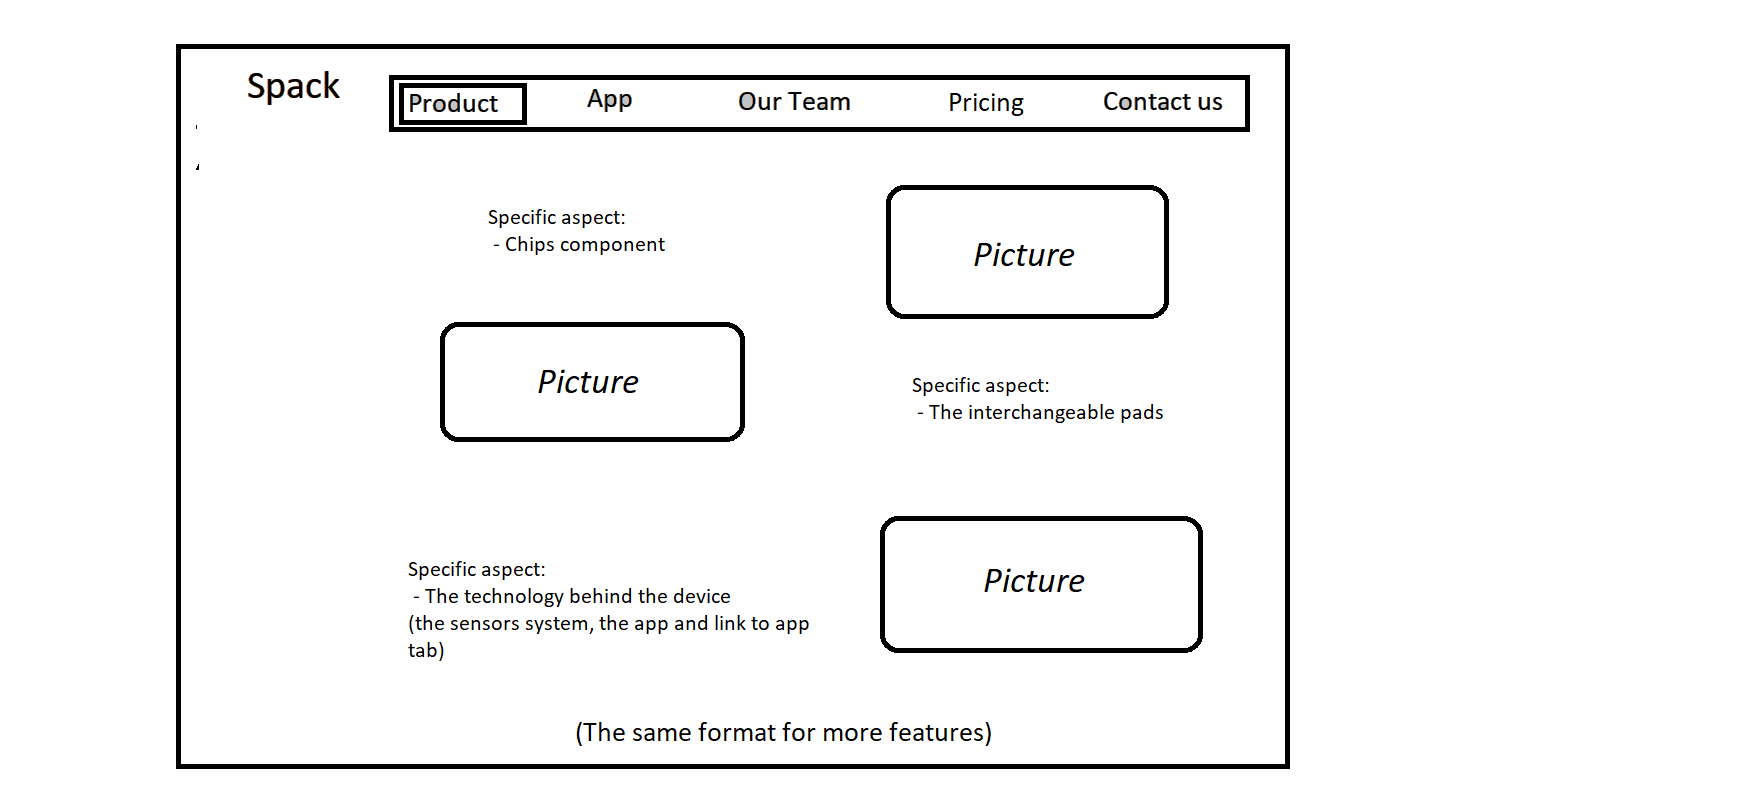 Spack
Product
App
Our Team
Pricing
Contact us
Specific aspect:
- Chips component
Picture
Picture
Specific aspect:
- The interchangeable pads
Specific aspect:
- The technology behind the device
(the sensors system, the app and link to app
tab)
Picture
(The same format for more features)